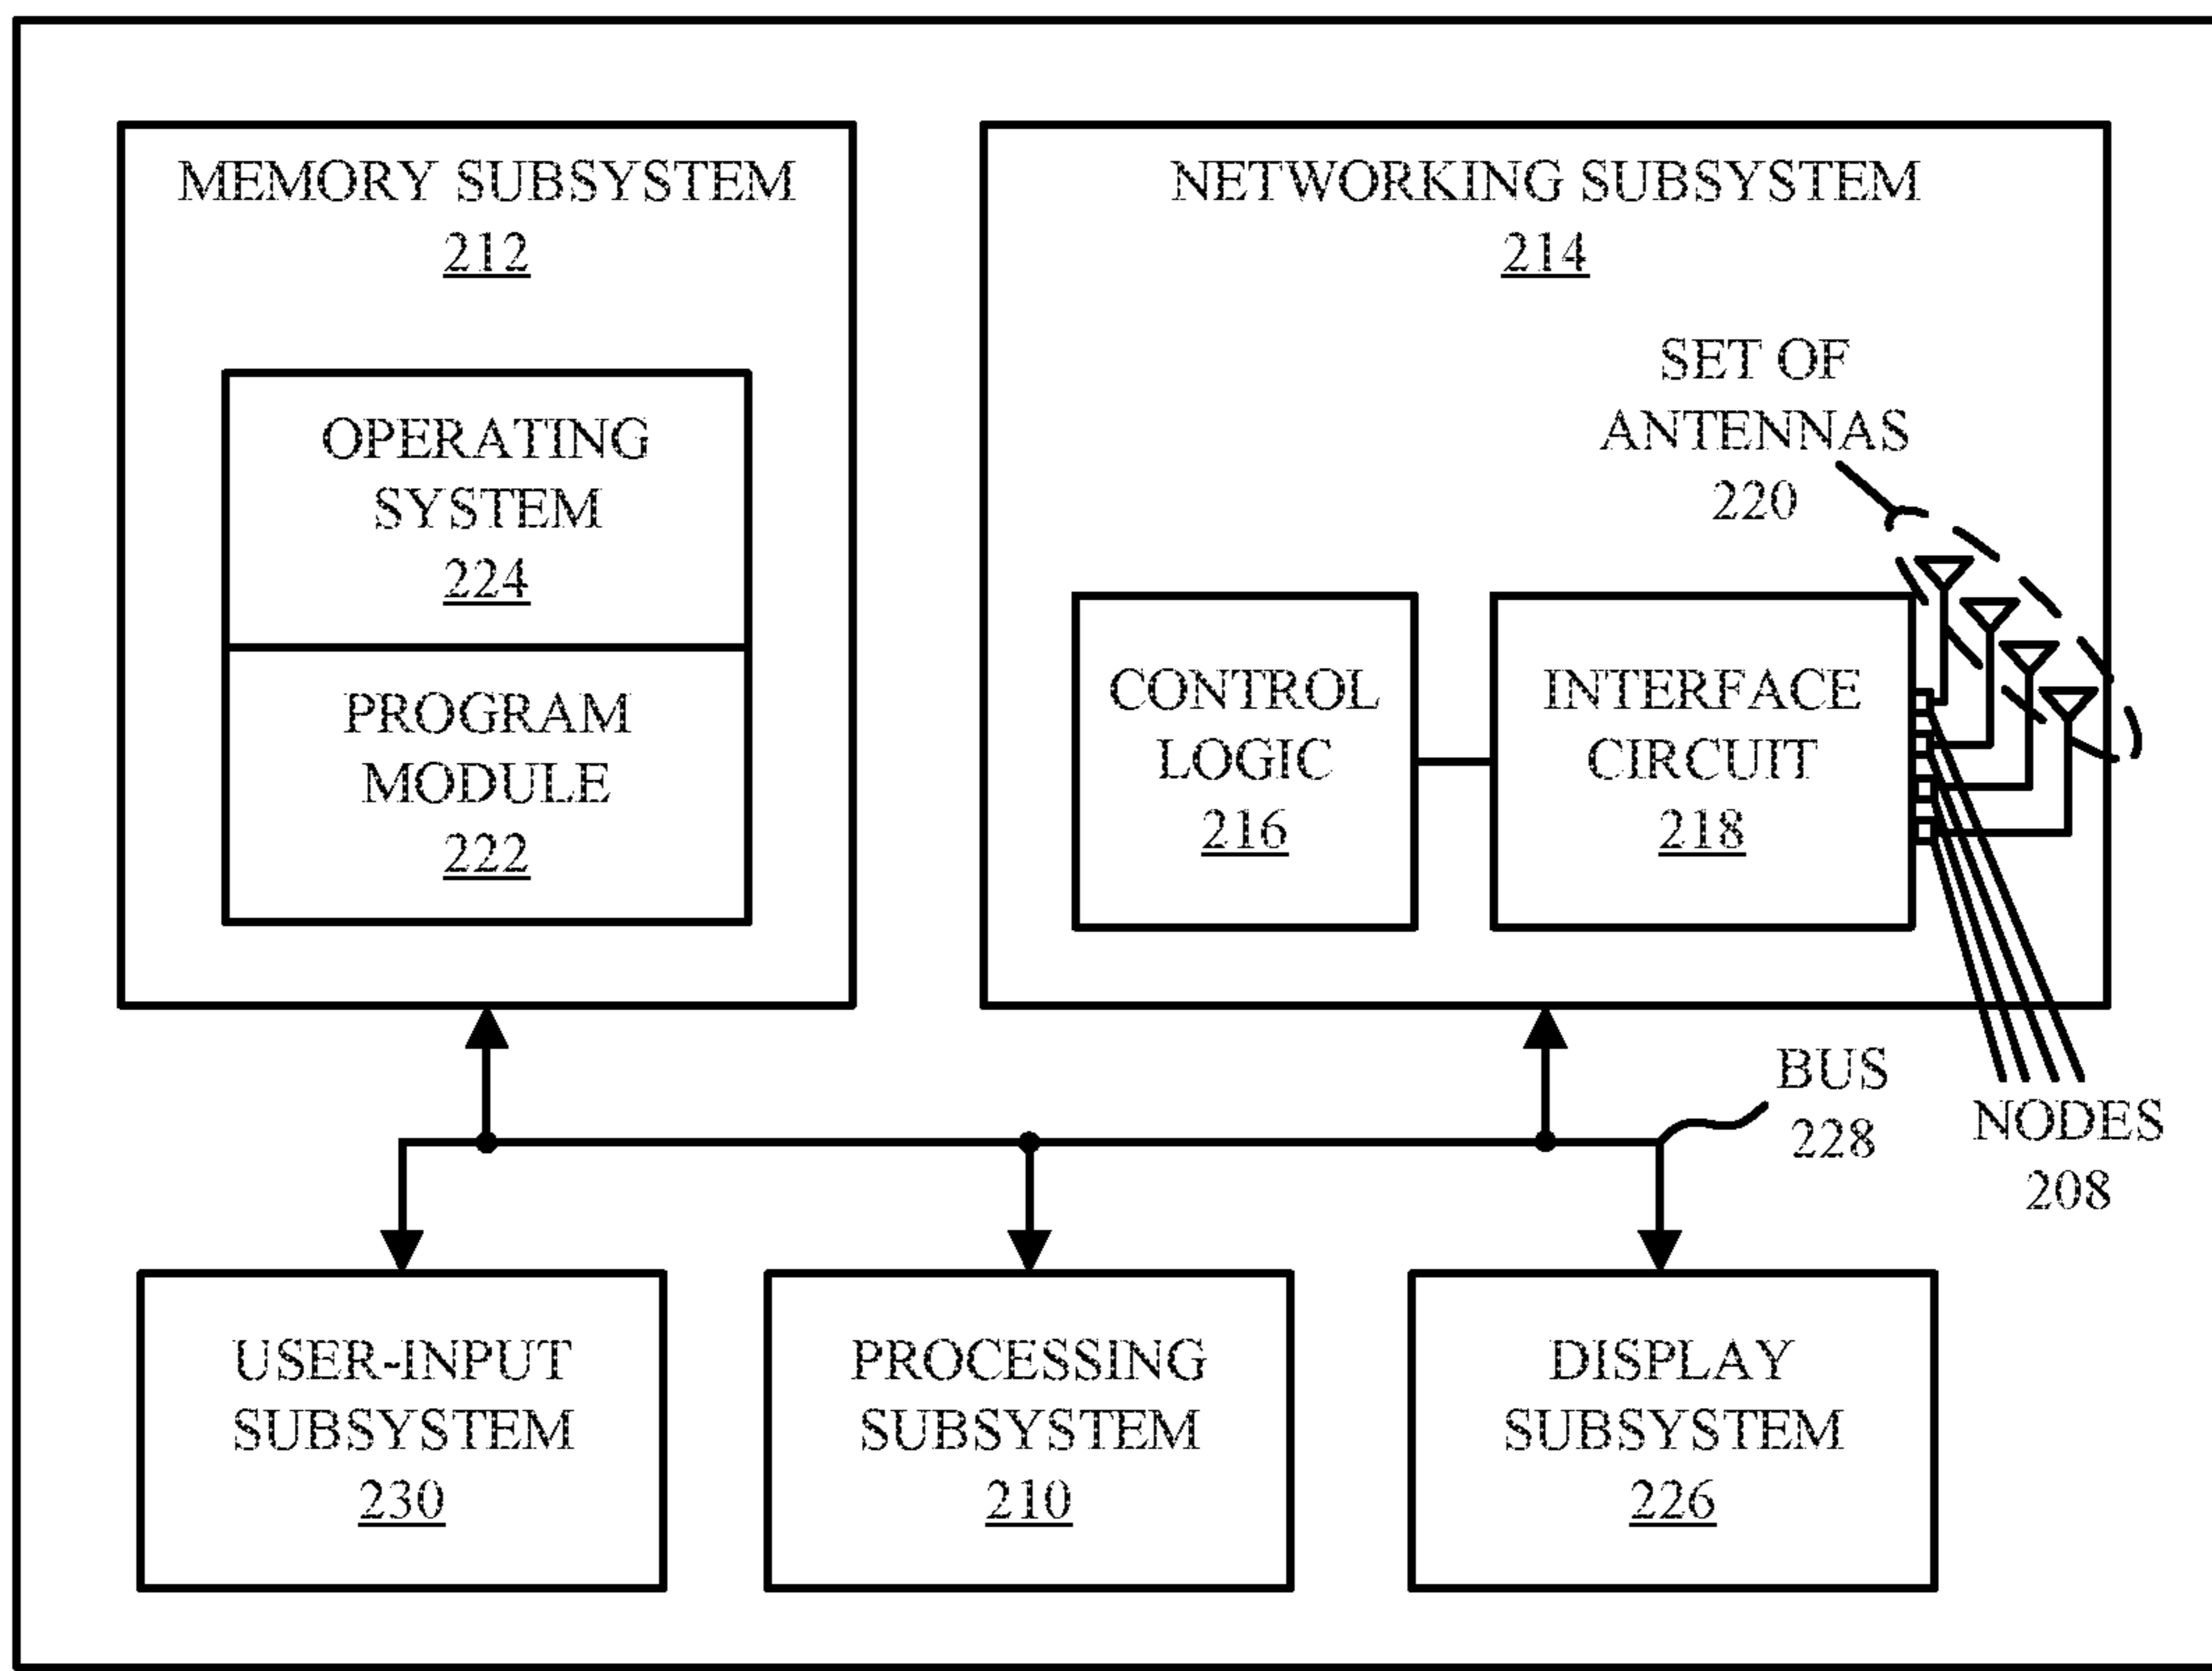 MEMORY SUBSYSTEM
212
OPERATING
SYSTEM
224
PROGRAM
MODULE
222
NETWORKING SUBSYSTEM
214
SET OF
ANTENNAS
220
CONTROL
LOGIC
216
INTERFACE
CIRCUIT
218
BUS
228
NODES
208
USER-INPUT
SUBSYSTEM
230
PROCESSING
SUBSYSTEM
210
DISPLAY
SUBSYSTEM
226